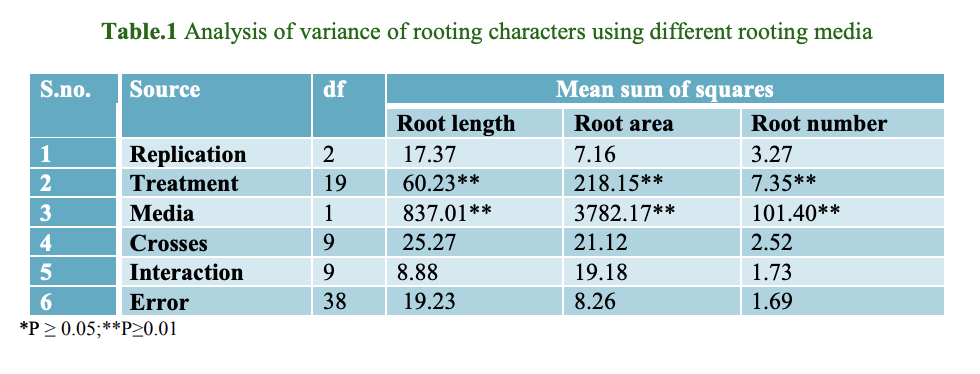 Table.1 Analysis of variance of rooting characters using different rooting media
S.no. Source df Mean sum of squares
Root length Root area Root number
1 Replication 2 17.37 7.16 3.27
2 Treatment 19 60.23** 218.15** 7.35**
3 Media 1 837.01** 3782.17** 101.40**
4 Crosses 9 25.27 21.12 2.52
5 Interaction 9 8.88 19.18 1.73
6 Error 38 19.23 8.26 1.69
*P ≥ 0.05;**P≥0.01